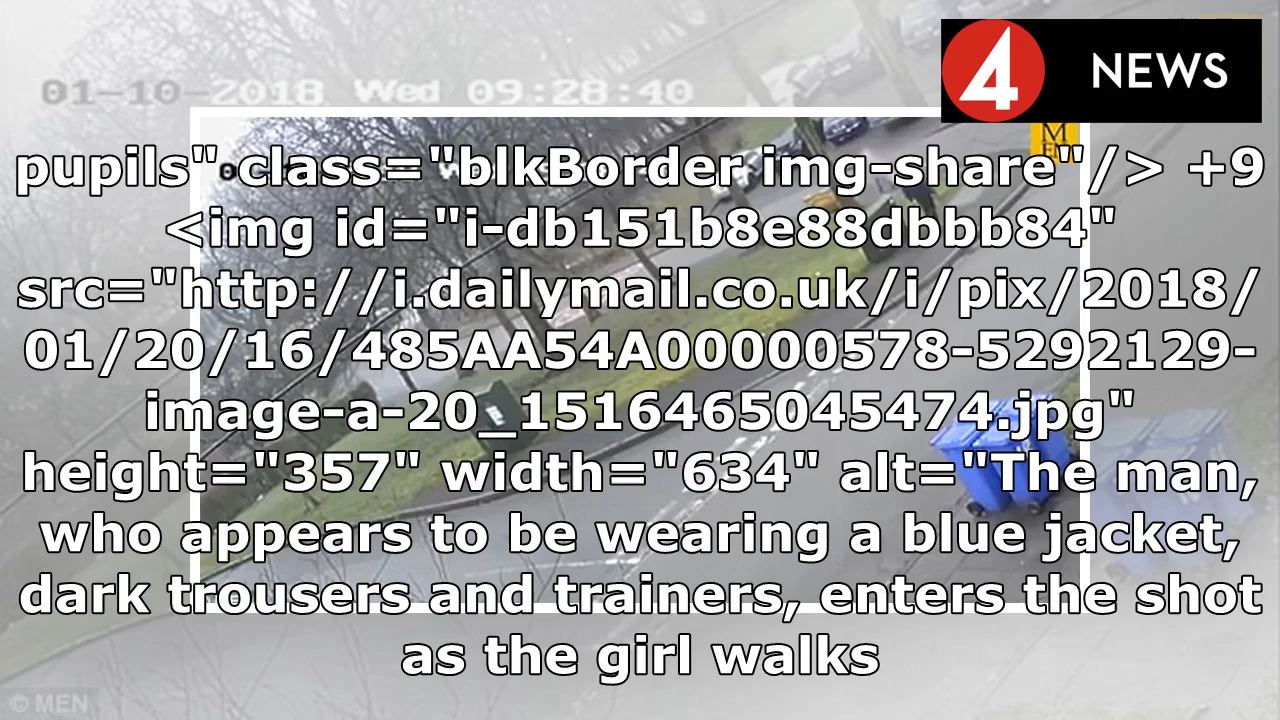 4 NEWS
01-10-2018 Wed 09:28:40
M
pupils" class="blkBorder img-share"/> +9
<img id="i-db151b8e88dbbb84"
src="http://i.dailymail.co.uk/i/pix/2018/
01/20/16/485AA54A00000578-5292129-
image-a-20_1516465045474.jpg"
height="357" width="634" alt="The man,
who appears to be wearing a blue jacket,
dark trousers and trainers, enters the shot
as the girl walks
© MEN